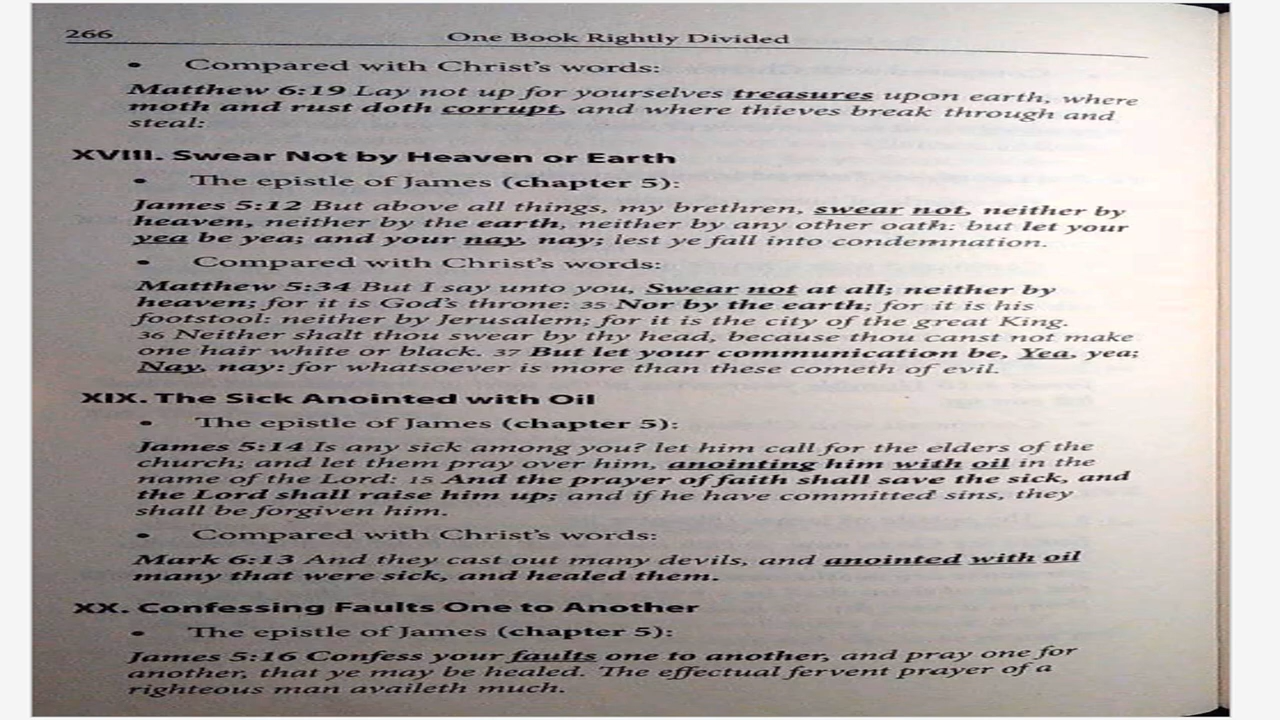 266
One Book Rightly Divided
• Compared with Christ's words:
Matthew 6:19 Lay not up for yourselves treasures upon earth, where
moth and rust doth corrupt, and where thieves break through and
steal:
XVIII. Swear Not by Heaven or Earth
• The epistle of James (chapter 5):
James 5:12 But above all things, my brethren, swear not, neither by
heaven, neither by the earth, neither by any other oath: but let your
yea be yea; and your nay, nay; lest ye fall into condemnation.
• Compared with Christ's words:
Matthew 5:34 But I say unto you, Swear not at all; neither by
heaven; for it is God's throne: 35 Nor by the earth; for it is his
footstool: neither by Jerusalem; for it is the city of the great King.
36 Neither shalt thou swear by thy head, because thou canst not make
one hair white or black. 37 But let your communication be, Yea, yea;
Nay, nay: for whatsoever is more than these cometh of evil.
XIX. The Sick Anointed with Oil
• The epistle of James (chapter 5):
James 5:14 Is any sick among you? let him call for the elders of the
church; and let them pray over him, anointing him with oil in the
name of the Lord: 15 And the prayer of faith shall save the sick, and
the Lord shall raise him up; and if he have committed sins, they
shall be forgiven him.
• Compared with Christ's words:
Mark 6:13 And they cast out many devils, and anointed with oil
many that were sick, and healed them.
XX. Confessing Faults One to Another
• The epistle of James (chapter 5):
James 5:16 Confess your faults one to another, and pray one for
another, that ye may be healed. The effectual fervent prayer of a
righteous man availeth much.